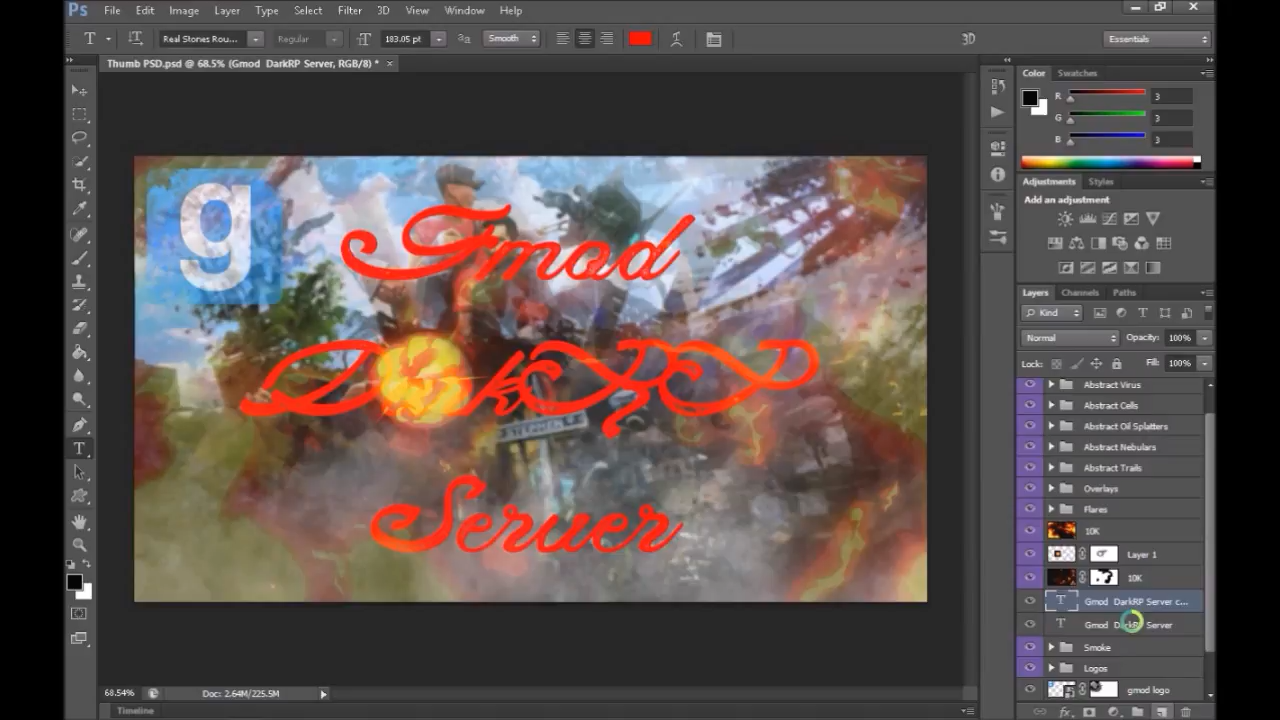 Ps File Edit Image Layer Type Select Filter 3D View Window Help
T Real Stones Rou... Regular 183.05 pt aa Smooth 3D Essentials
Thumb PSD.psd @ 68.5% (Gmod DarkRP Server, RGB/8) * ×
Color Swatches
R 3
G 3
B 3
Adjustments Styles
Add an adjustment
g
Gmod
DarkRP
Server
STEPHEN
Layers Channels Paths
Kind
Normal Opacity: 100%
Lock: Fill: 100%
Abstract Virus
Abstract Cells
Abstract Oil Splatters
Abstract Nebulars
Abstract Trails
Overlays
Flares
10K
Layer 1
10K
T Gmod DarkRP Server c...
T Gmod DarkRP Server
Smoke
Logos
gmod logo
68.54% Doc: 2.64M/225.5M
Timeline
fx